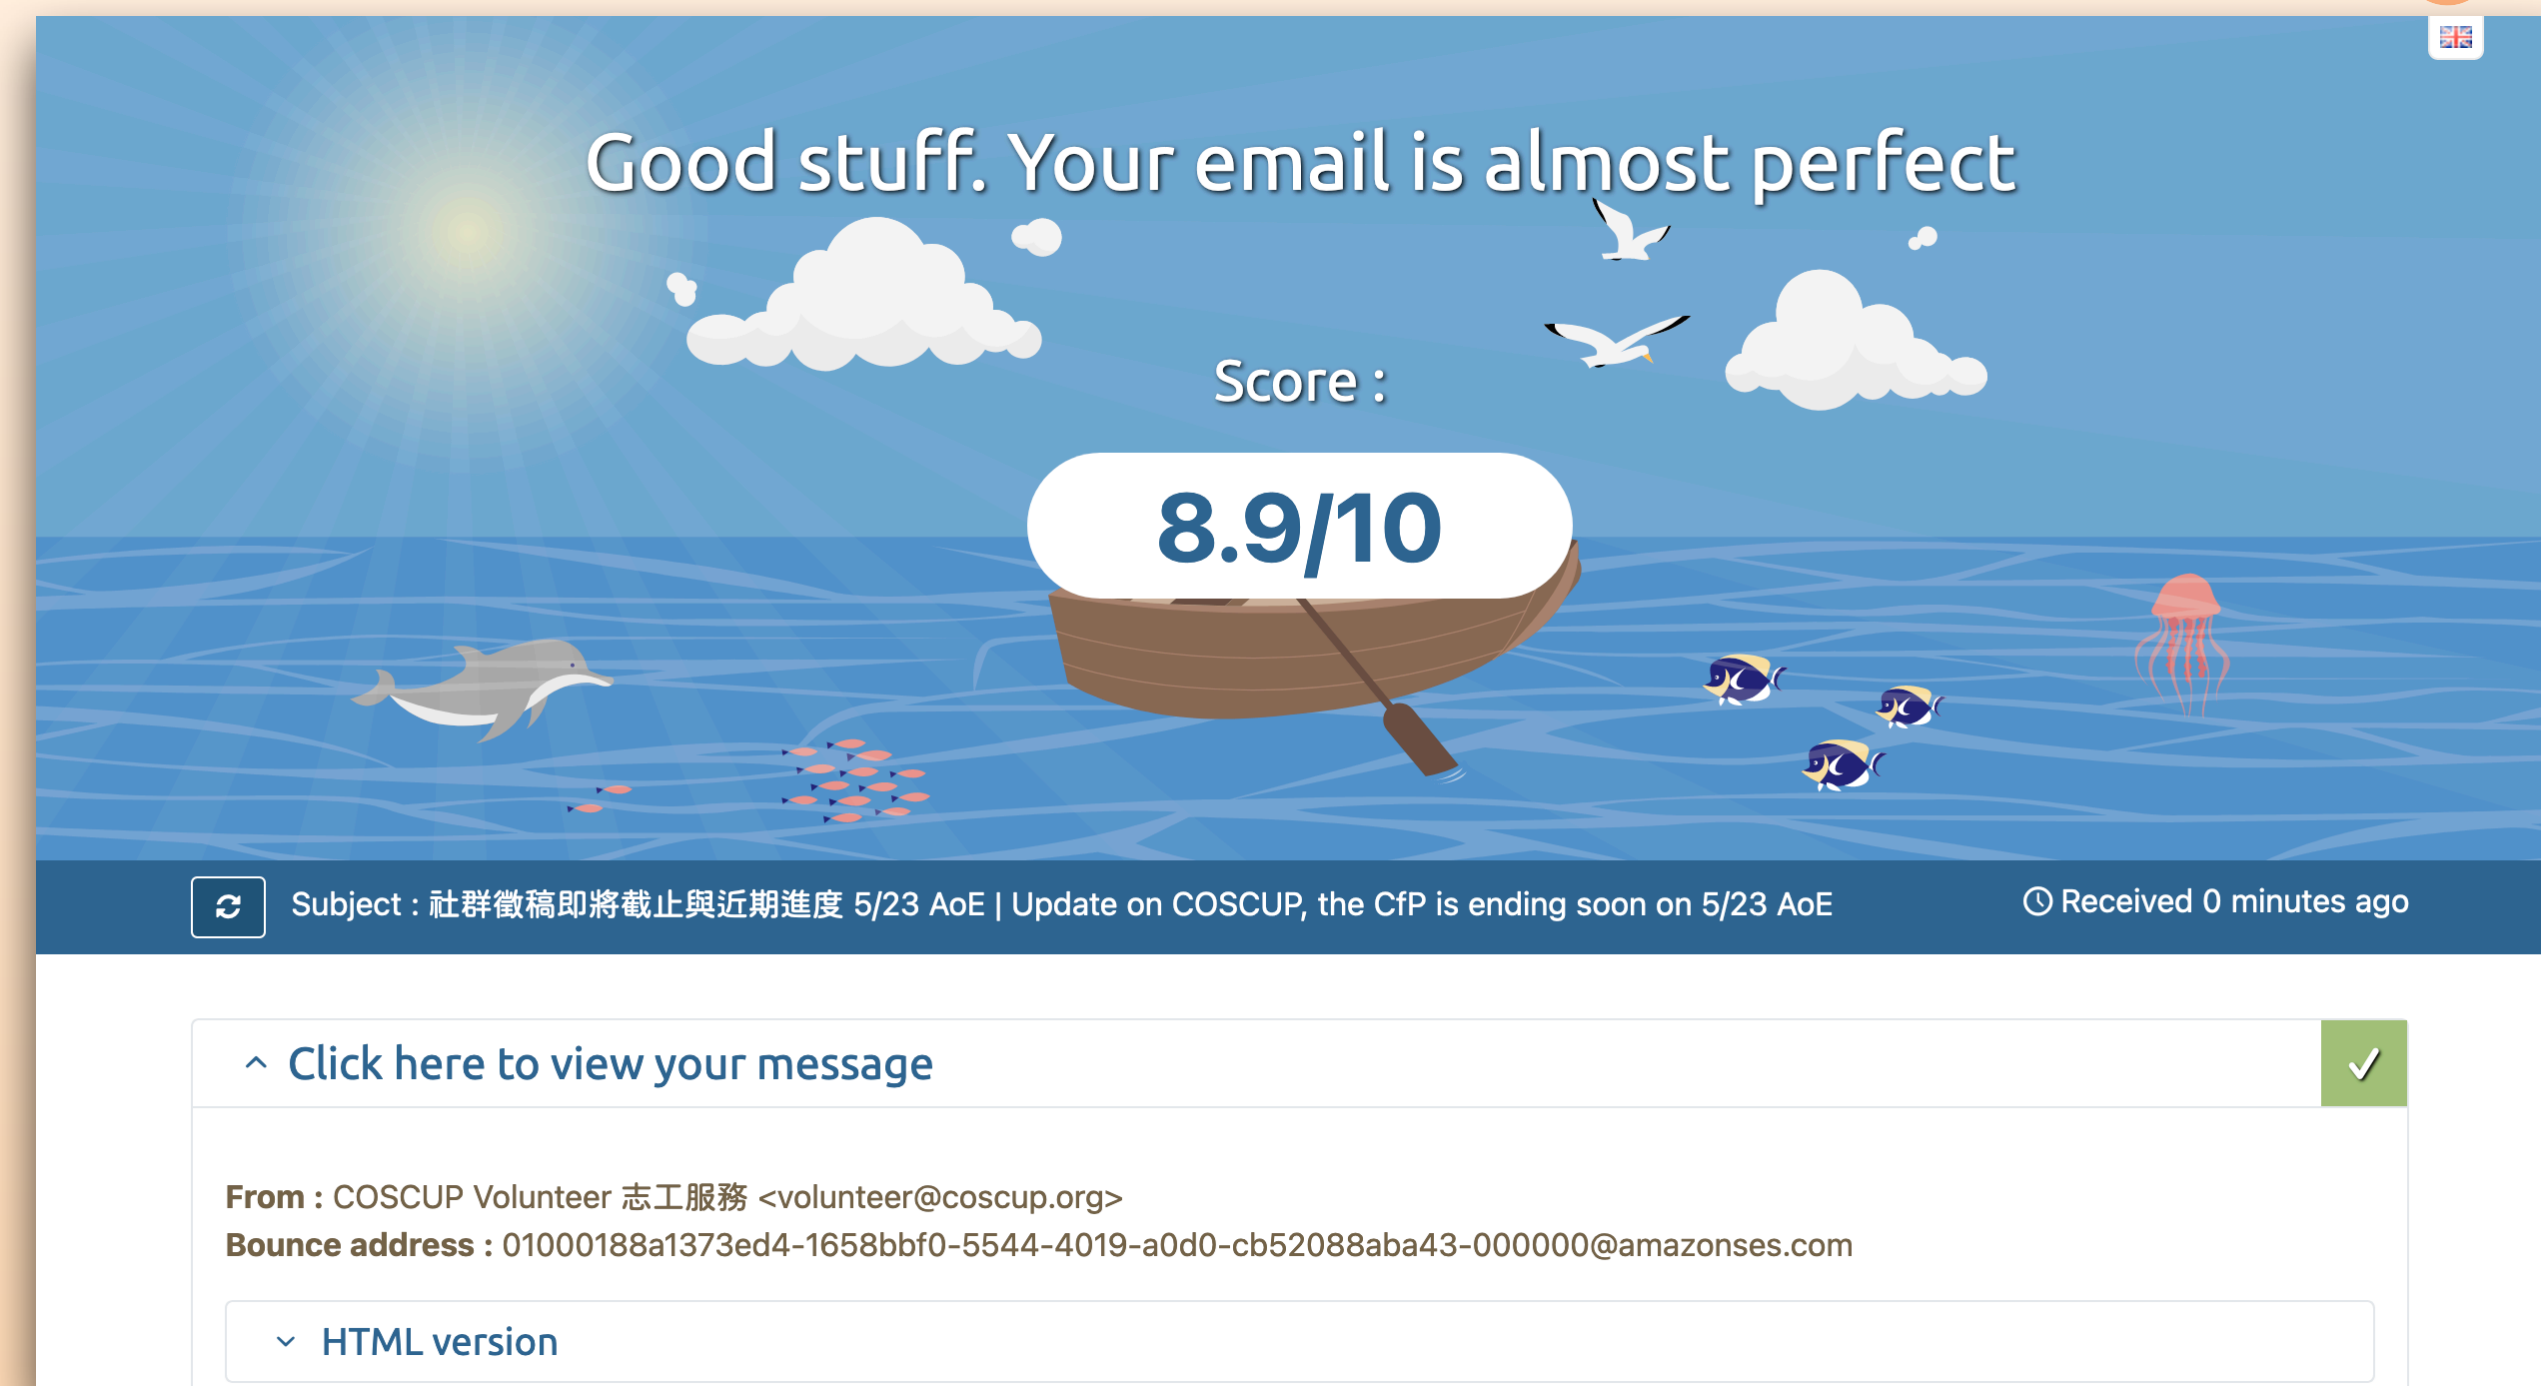 Good stuff. Your email is almost perfect
Score :
8.9/10
Subject : 社群徵稿即將截止與近期進度 5/23 AoE | Update on COSCUP, the CfP is ending soon on 5/23 AoE
Received 0 minutes ago
Click here to view your message
From : COSCUP Volunteer 志工服務 <volunteer@coscup.org>
Bounce address : 01000188a1373ed4-1658bbf0-5544-4019-a0d0-cb52088aba43-000000@amazonses.com
HTML version